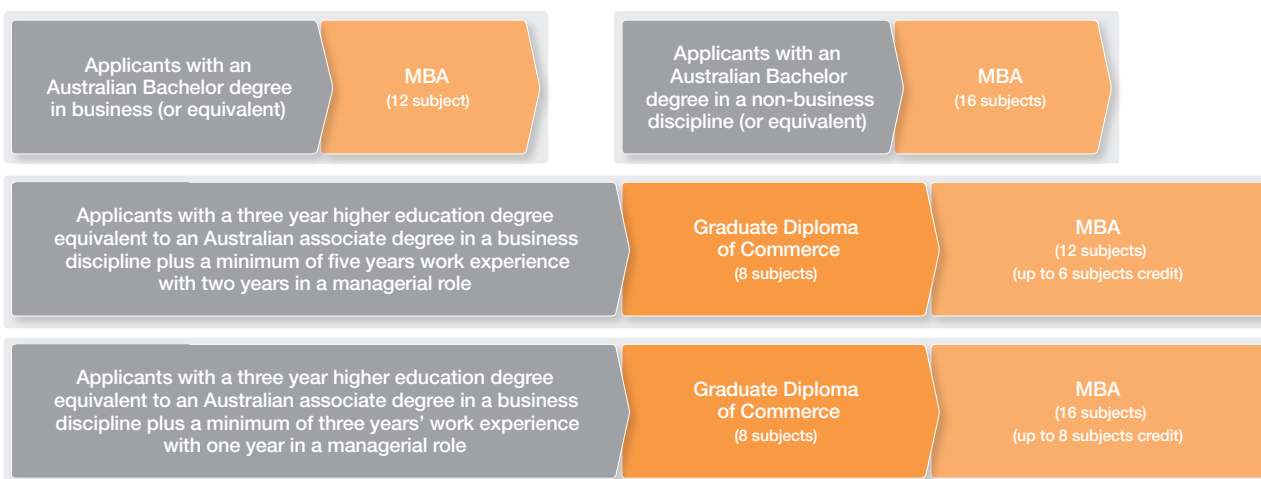 Applicants with an
Australian Bachelor degree
in business (or equivalent)
MBA
(12 subject)
Applicants with an
Australian Bachelor
degree in a non-business
discipline (or equivalent)
MBA
(16 subjects)
Applicants with a three year higher education degree
equivalent to an Australian associate degree in a business
discipline plus a minimum of five years work experience
with two years in a managerial role
Graduate Diploma
of Commerce
(8 subjects)
MBA
(12 subjects)
(up to 6 subjects credit)
Applicants with a three year higher education degree
equivalent to an Australian associate degree in a business
discipline plus a minimum of three years’ work experience
with one year in a managerial role
Graduate Diploma
of Commerce
(8 subjects)
MBA
(16 subjects)
(up to 8 subjects credit)